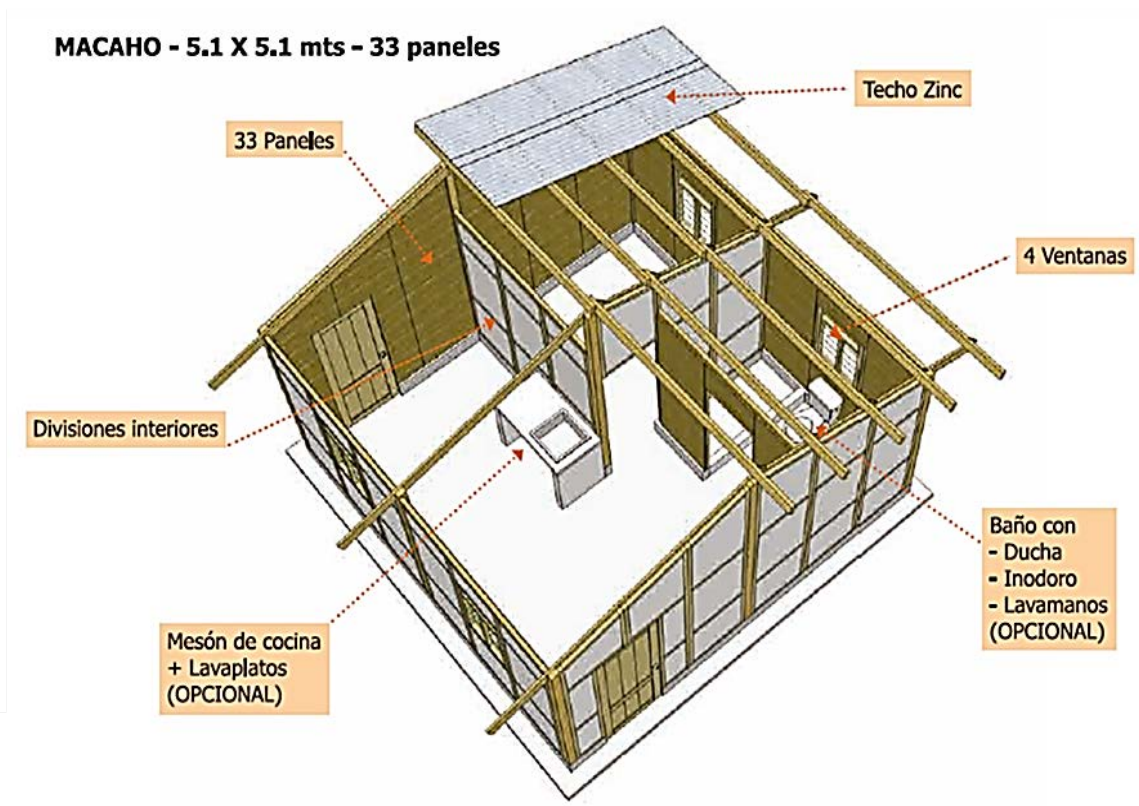 MACAHO - 5.1 X 5.1 mts - 33 paneles
Techo Zinc
33 Paneles
4 Ventanas
Divisiones interiores
Baño con
- Ducha
- Inodoro
- Lavamanos
(OPCIONAL)
Mesón de cocina
+ Lavaplatos
(OPCIONAL)